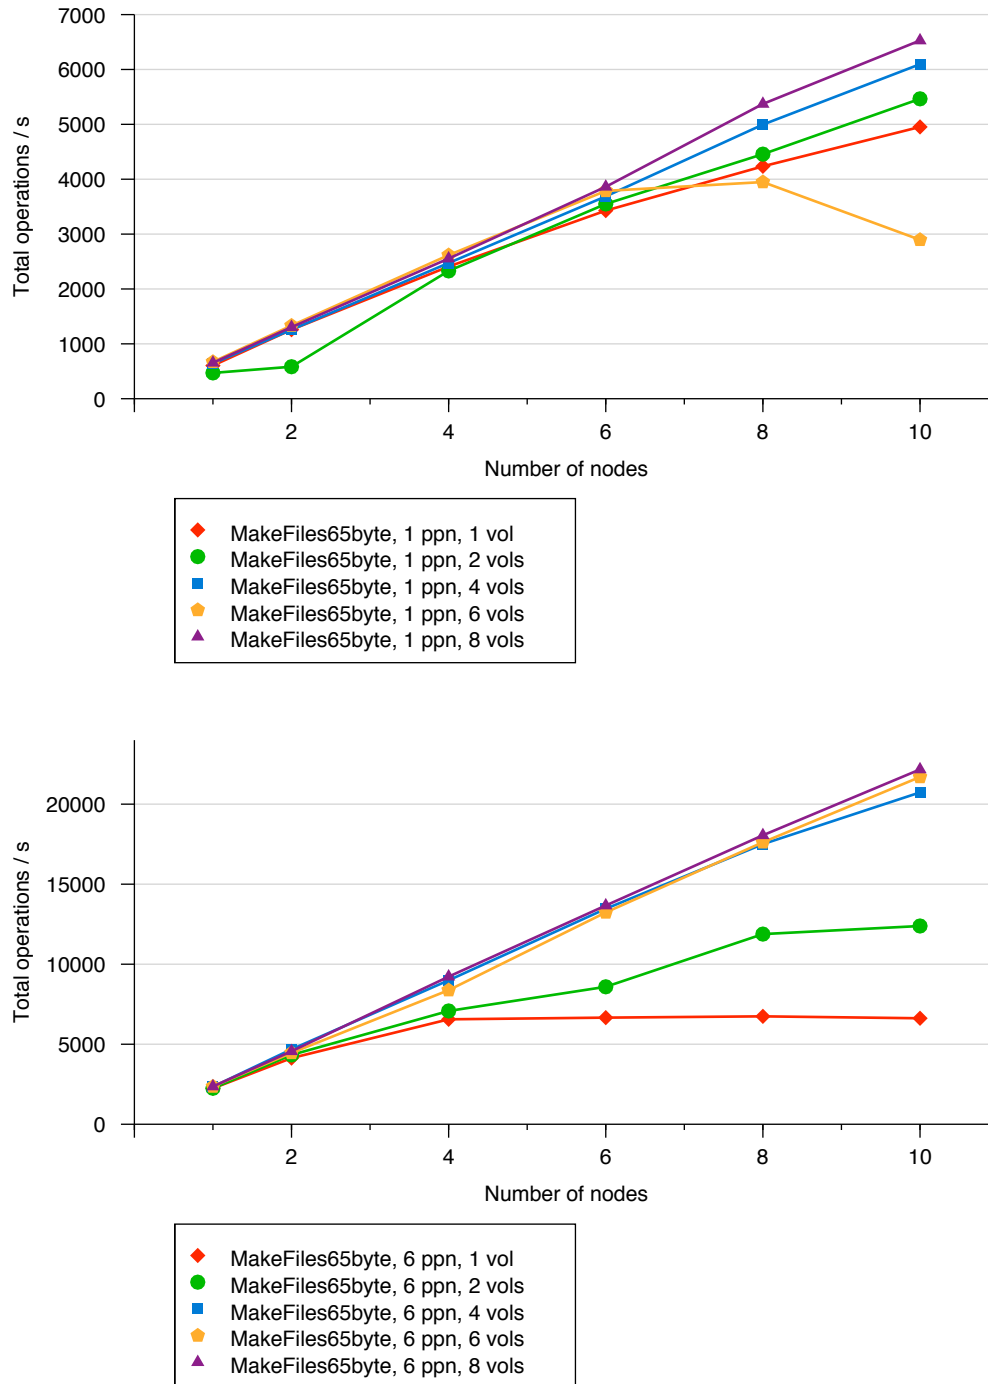 7000
6000
5000
4000
3000
2000
1000
0
Total operations / s
2 4 6 8 10
Number of nodes
MakeFiles65byte, 1 ppn, 1 vol
MakeFiles65byte, 1 ppn, 2 vols
MakeFiles65byte, 1 ppn, 4 vols
MakeFiles65byte, 1 ppn, 6 vols
MakeFiles65byte, 1 ppn, 8 vols
20000
15000
10000
5000
0
Total operations / s
2 4 6 8 10
Number of nodes
MakeFiles65byte, 6 ppn, 1 vol
MakeFiles65byte, 6 ppn, 2 vols
MakeFiles65byte, 6 ppn, 4 vols
MakeFiles65byte, 6 ppn, 6 vols
MakeFiles65byte, 6 ppn, 8 vols